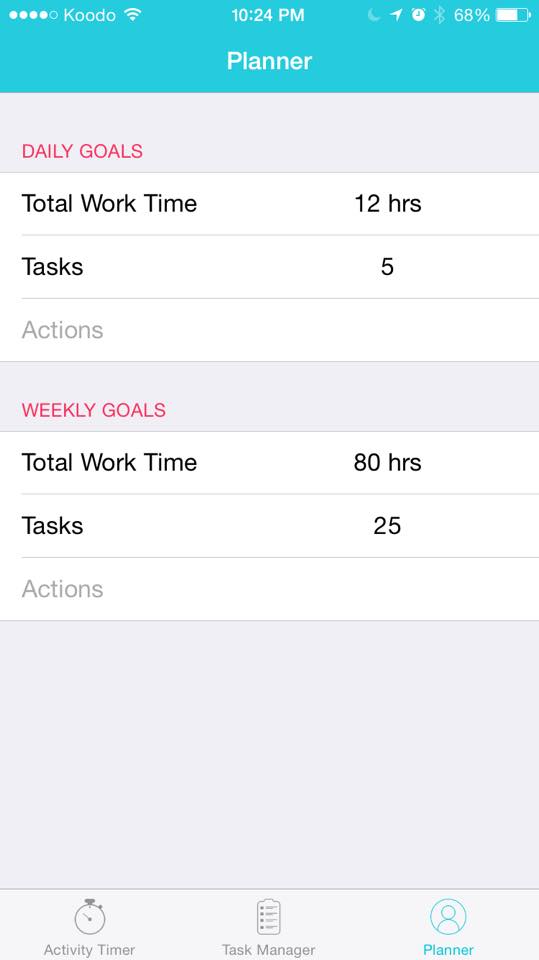 Koodo 10:24 PM 68%
Planner
DAILY GOALS
Total Work Time 12 hrs
Tasks 5
Actions
WEEKLY GOALS
Total Work Time 80 hrs
Tasks 25
Actions
Activity Timer Task Manager Planner